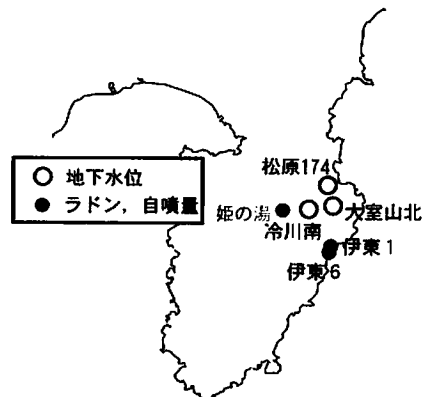 松原174
○ 地下水位
● ラドン，自噴量
姫の湯
大室山北
冷川南
伊東1
伊東6